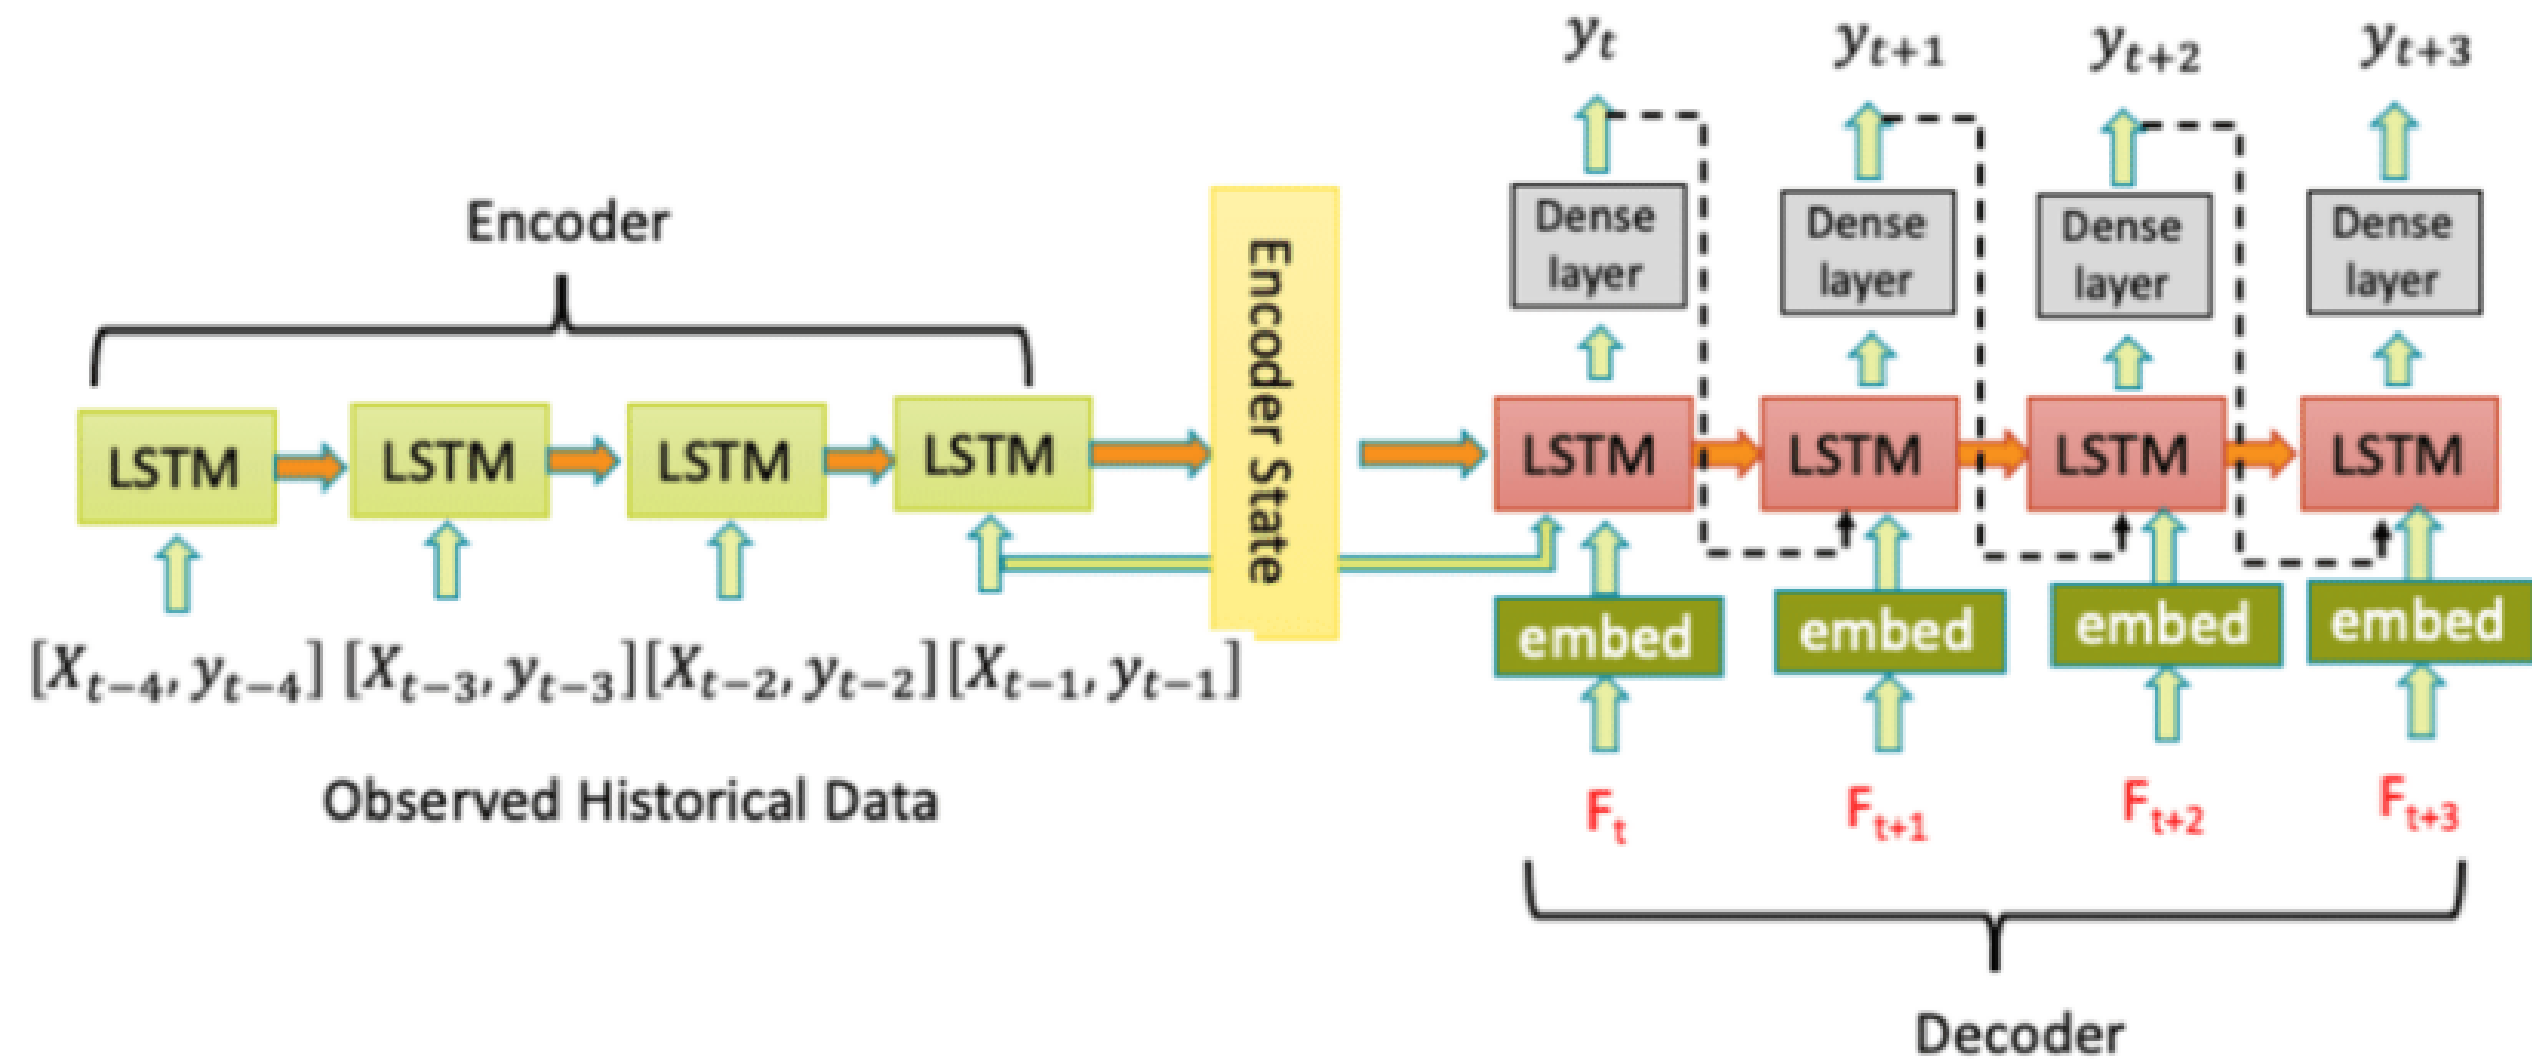 y_t y_{t+1} y_{t+2} y_{t+3}
Encoder
Dense layer
Dense layer
Dense layer
Dense layer
Encoder State
LSTM LSTM LSTM LSTM LSTM LSTM LSTM LSTM
embed embed embed embed
[X_{t−4}, y_{t−4}] [X_{t−3}, y_{t−3}] [X_{t−2}, y_{t−2}] [X_{t−1}, y_{t−1}]
Observed Historical Data
F_t F_{t+1} F_{t+2} F_{t+3}
Decoder